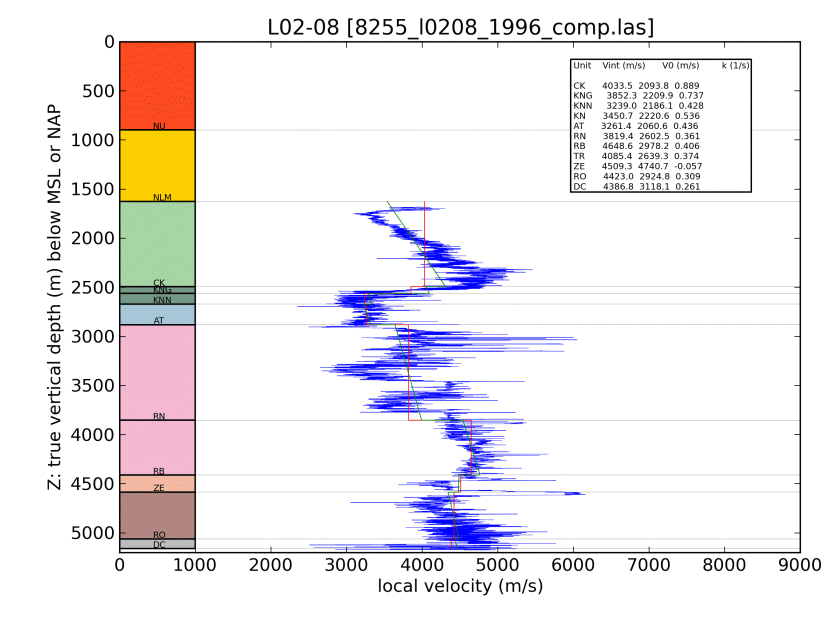 L02-08 [8255_l0208_1996_comp.las]
Unit Vint (m/s) V0 (m/s) k (1/s)
CK 4033.5 2093.8 0.889
KNG 3852.3 2209.9 0.737
KNN 3239.0 2186.1 0.428
KN 3450.7 2220.6 0.536
AT 3261.4 2060.6 0.436
RN 3819.4 2602.5 0.361
RB 4648.6 2978.2 0.406
TR 4085.4 2639.3 0.374
ZE 4509.3 4740.7 -0.057
RO 4423.0 2924.8 0.309
DC 4386.8 3118.1 0.261
Z: true vertical depth (m) below MSL or NAP
0
500
1000
1500
2000
2500
3000
3500
4000
4500
5000
NU
NLM
CK
KNG
KNN
AT
RN
RB
ZE
RO
DC
0 1000 2000 3000 4000 5000 6000 7000 8000 9000
local velocity (m/s)